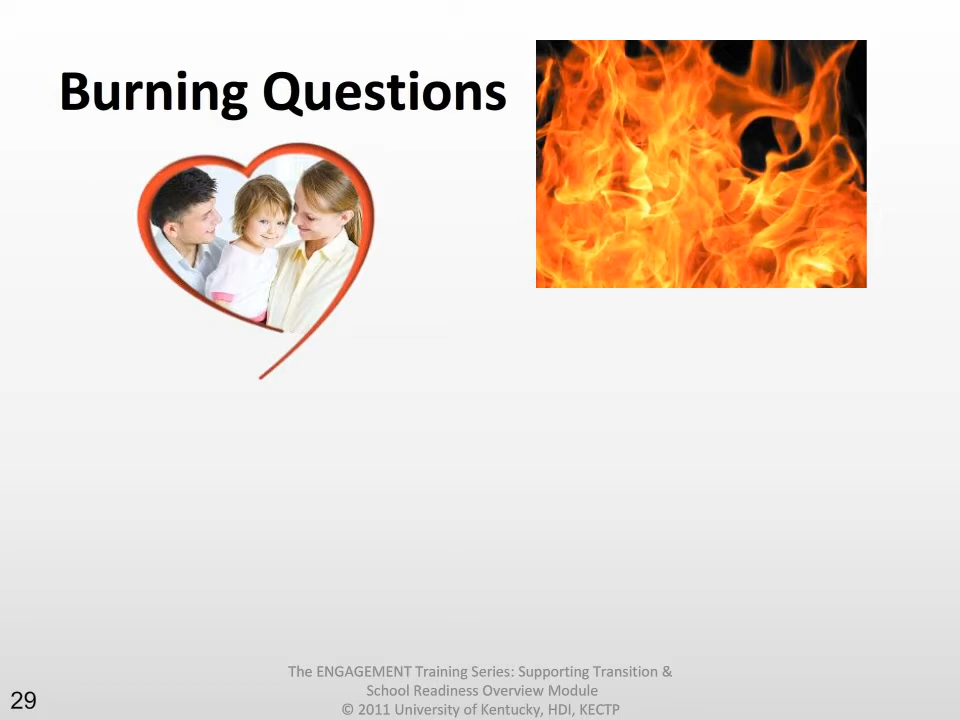 Burning Questions
The ENGAGEMENT Training Series: Supporting Transition &
School Readiness Overview Module
© 2011 University of Kentucky, HDI, KECTP
29